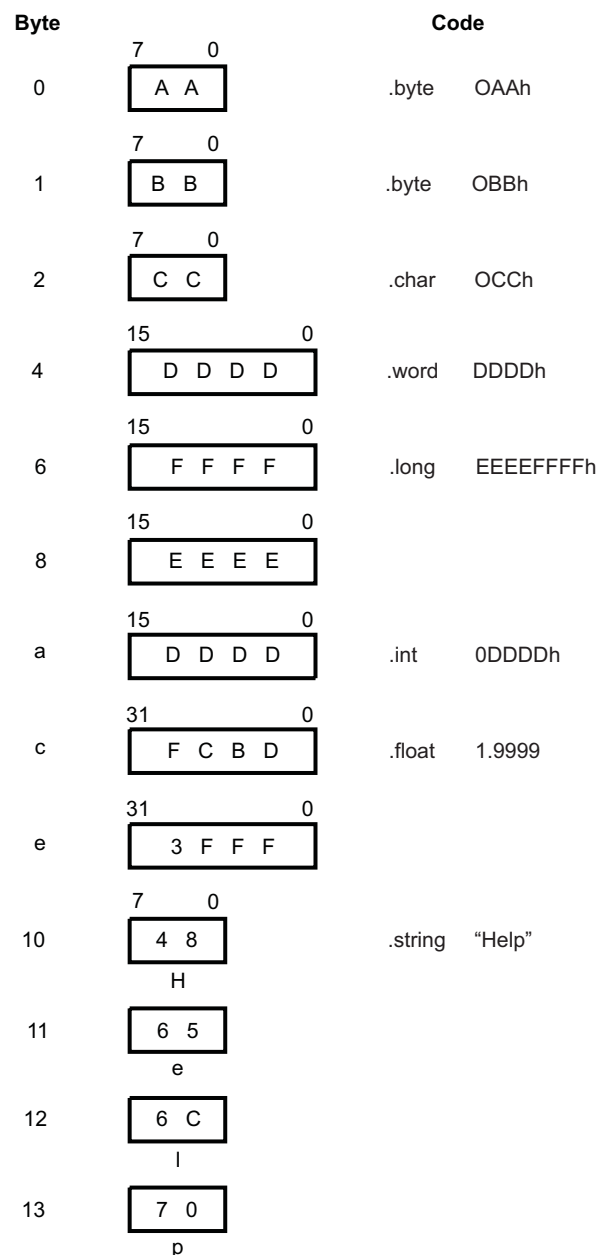 Byte Code
7 0
0 A A .byte OAAh
7 0
1 B B .byte OBBh
7 0
2 C C .char OCCh
15 0
4 D D D D .word DDDDh
15 0
6 F F F F .long EEEEFFFFh
15 0
8 E E E E
15 0
a D D D D .int 0DDDDh
31 0
c F C B D .float 1.9999
31 0
e 3 F F F
7 0
10 4 8 .string “Help”
H
11 6 5
e
12 6 C
l
13 7 0
p